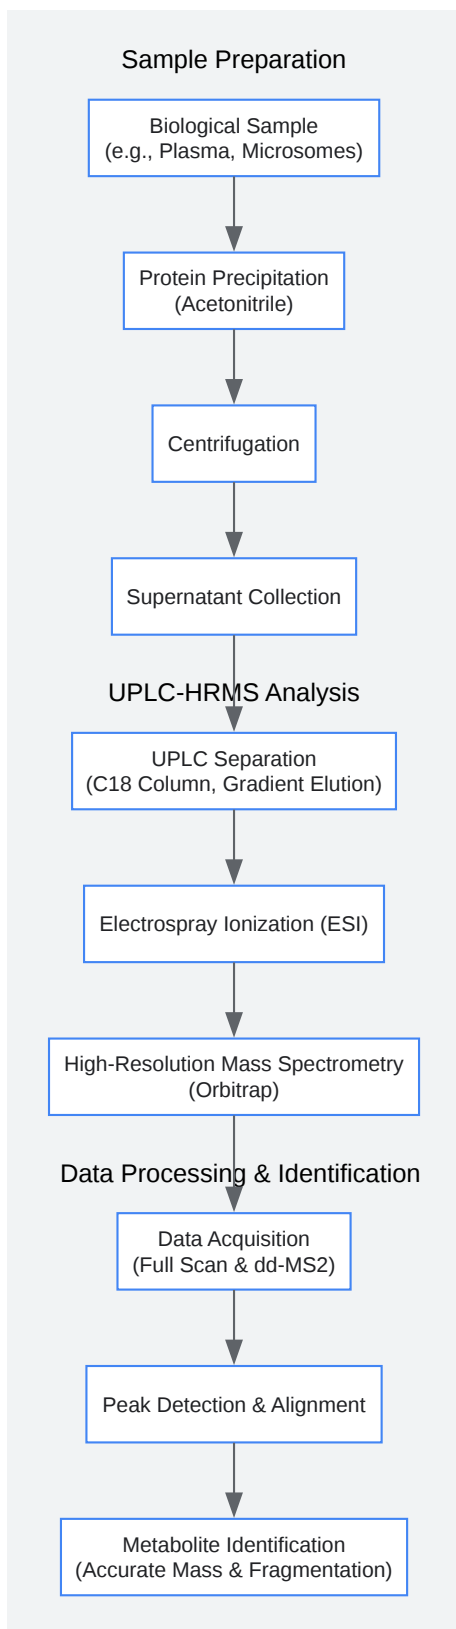 Sample Preparation
Biological Sample
(e.g., Plasma, Microsomes)
Protein Precipitation
(Acetonitrile)
Centrifugation
Supernatant Collection
UPLC-HRMS Analysis
UPLC Separation
(C18 Column, Gradient Elution)
Electrospray Ionization (ESI)
High-Resolution Mass Spectrometry
(Orbitrap)
Data Processing & Identification
Data Acquisition
(Full Scan & dd-MS2)
Peak Detection & Alignment
Metabolite Identification
(Accurate Mass & Fragmentation)